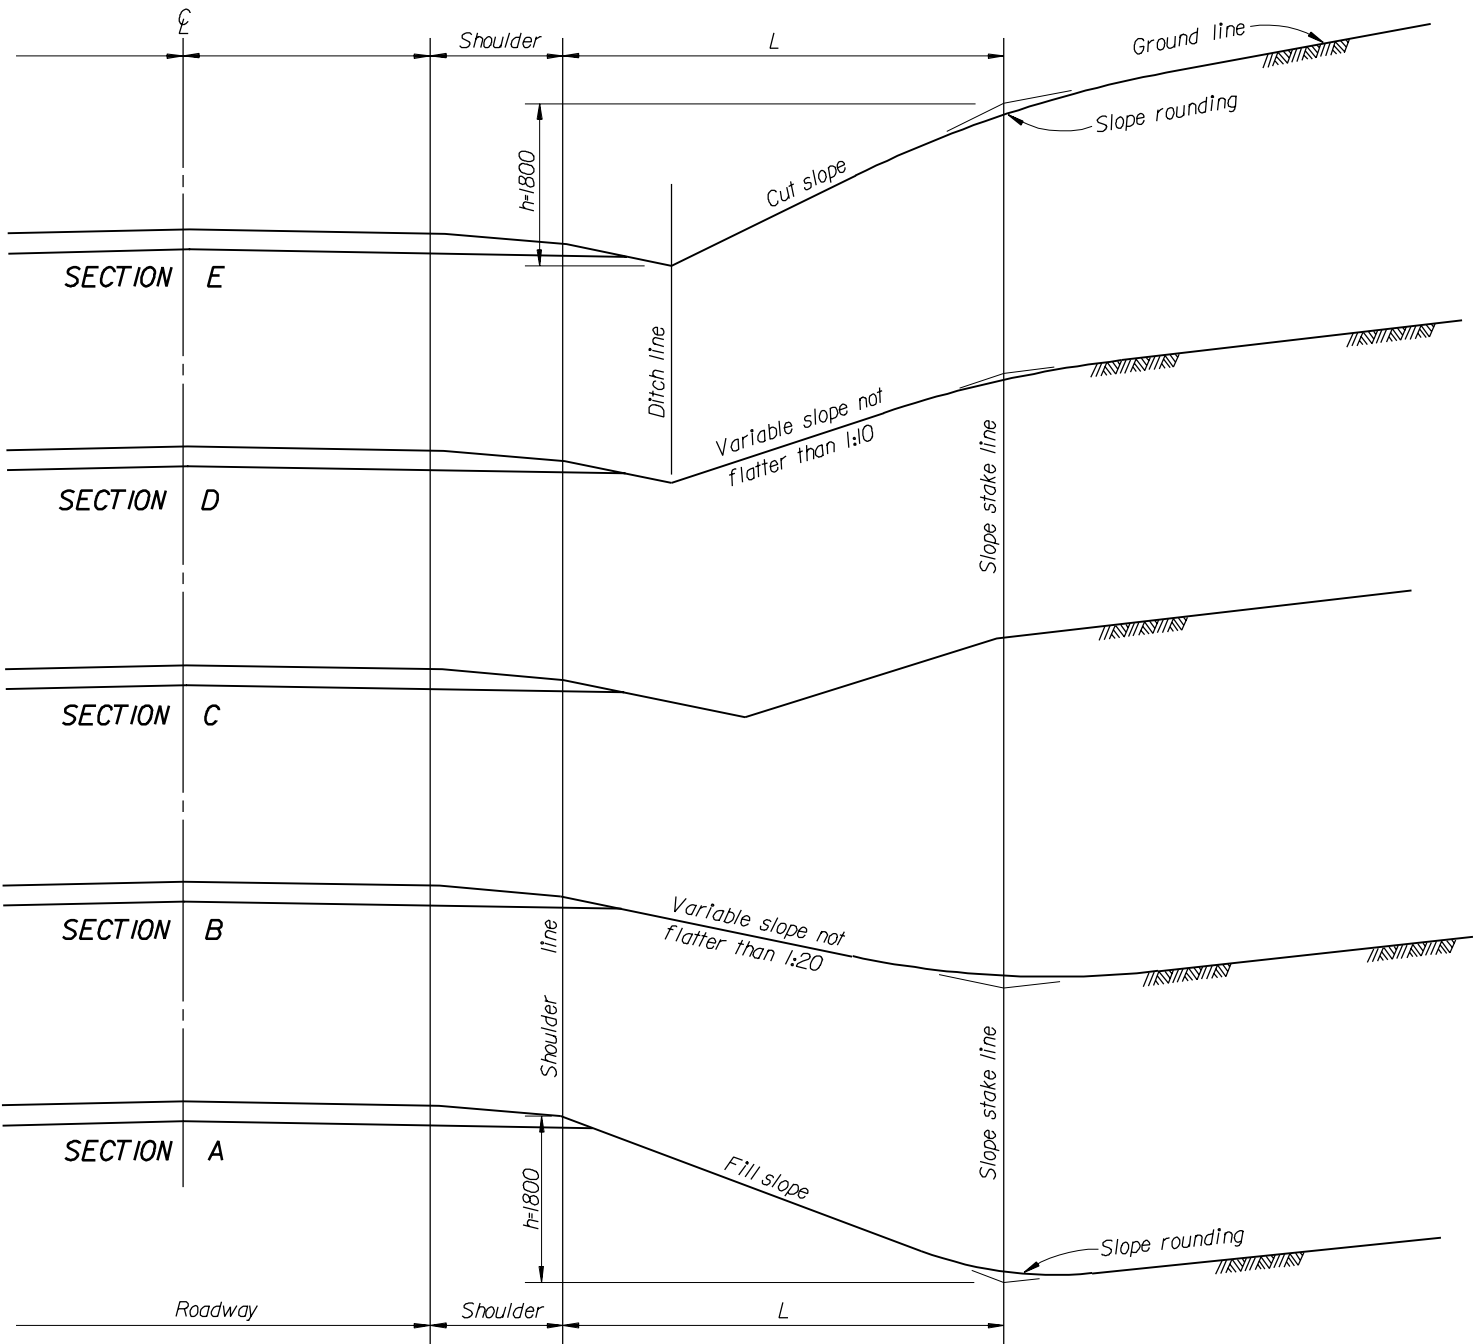 ℄
Shoulder
L
Ground line
Slope rounding
h=1800
Cut slope
SECTION E
Ditch line
Variable slope not
flatter than 1:10
SECTION D
Slope stake line
SECTION C
Variable slope not
flatter than 1:20
SECTION B
Shoulder line
Slope stake line
SECTION A
Fill slope
h=1800
Slope rounding
Roadway
Shoulder
L